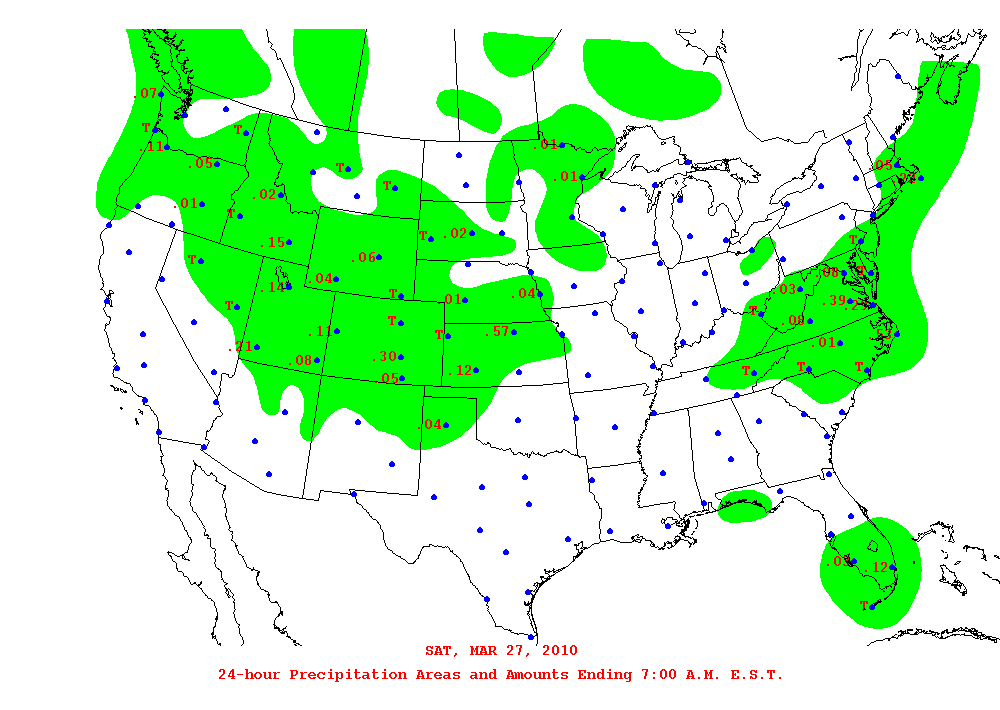 .07
T
T
.11
.01
.05
.01
T
.05
.01
T
.02
.01
T
T
.02
T
.15
T
.06
.08
T
.14
.04
.03
T
.01
.04
.39
T
T
T
.08
.11
.57
T
.01
.21
.30
.08
.12
T
T
T
.05
.04
.12
T
SAT, MAR 27, 2010
24-hour Precipitation Areas and Amounts Ending 7:00 A.M. E.S.T.